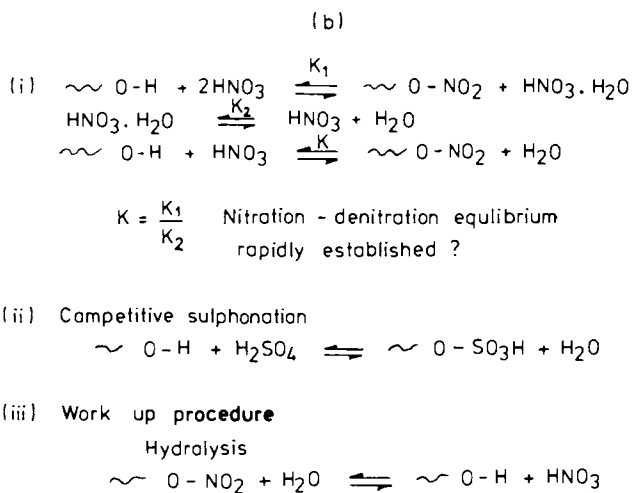 (b)
(i) ~~ O-H + 2HNO3 ⇌ K1 ~~ O-NO2 + HNO3.H2O
HNO3.H2O ⇌ K2 HNO3 + H2O
~~ O-H + HNO3 ⇌ K ~~ O-NO2 + H2O
K = K1/K2 Nitration - denitration equlibrium
rapidly established ?
(ii) Competitive sulphonation
~ O-H + H2SO4 ⇌ ~ O-SO3H + H2O
(iii) Work up procedure
Hydrolysis
~ O-NO2 + H2O ⇌ ~ O-H + HNO3